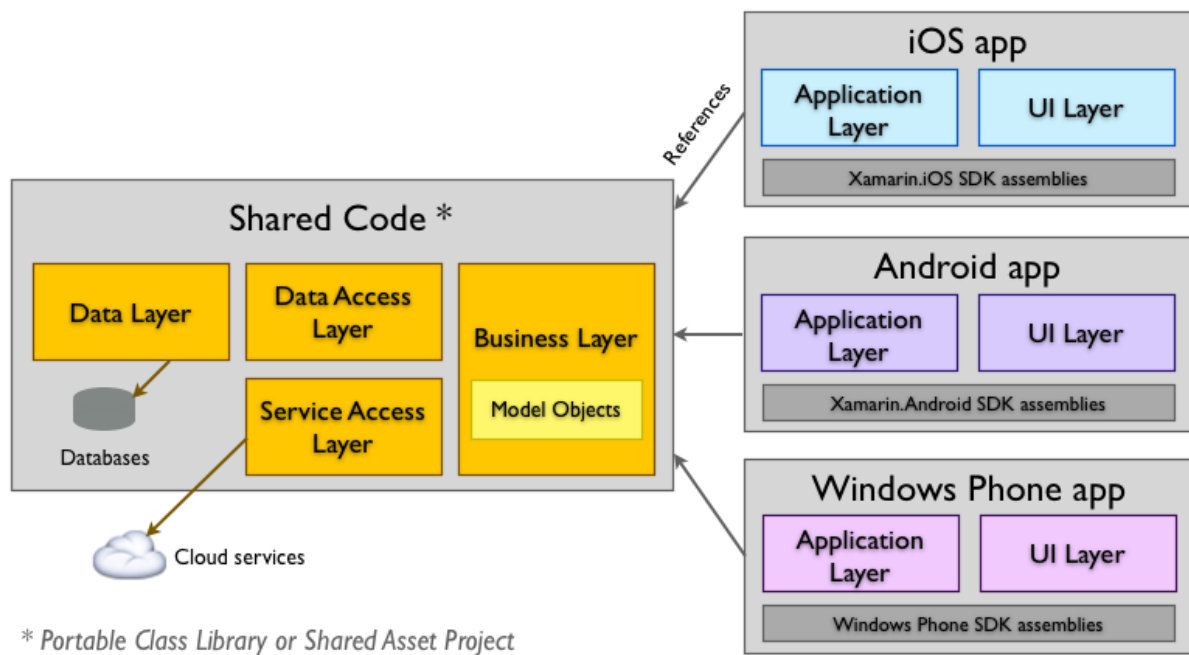 iOS app
Application
Layer
UI Layer
Xamarin.iOS SDK assemblies
References
Shared Code *
Data Layer
Data Access
Layer
Business Layer
Model Objects
Service Access
Layer
Databases
Cloud services
Android app
Application
Layer
UI Layer
Xamarin.Android SDK assemblies
Windows Phone app
Application
Layer
UI Layer
Windows Phone SDK assemblies
* Portable Class Library or Shared Asset Project